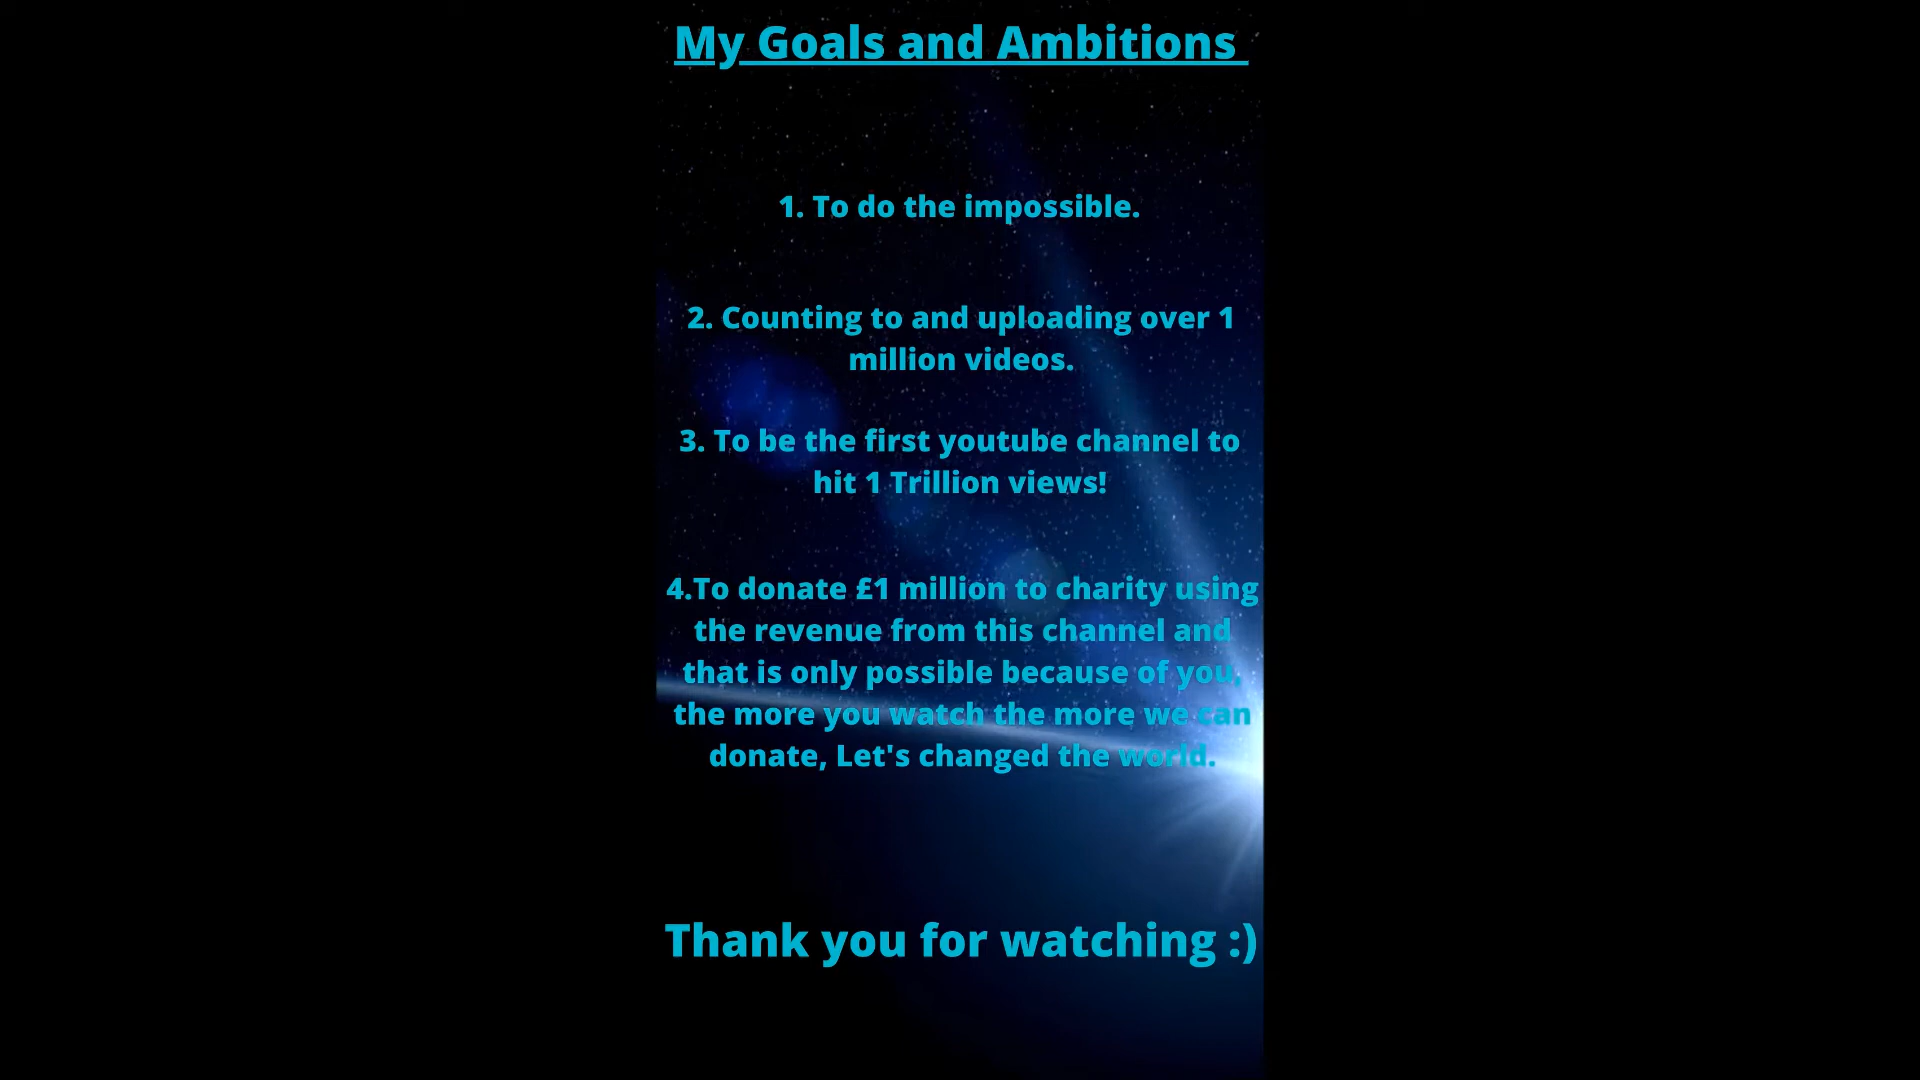 My Goals and Ambitions
1. To do the impossible.
2. Counting to and uploading over 1
million videos.
3. To be the first youtube channel to
hit 1 Trillion views!
4.To donate £1 million to charity using
the revenue from this channel and
that is only possible because of you,
the more you watch the more we can
donate, Let's changed the world.
Thank you for watching :)